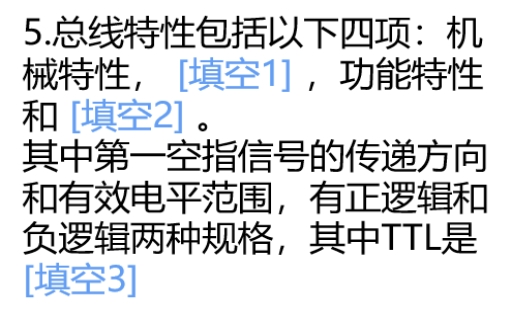 5.总线特性包括以下四项：机
械特性， [填空1] ，功能特性
和 [填空2] 。
其中第一空指信号的传递方向
和有效电平范围，有正逻辑和
负逻辑两种规格，其中TTL是
[填空3]